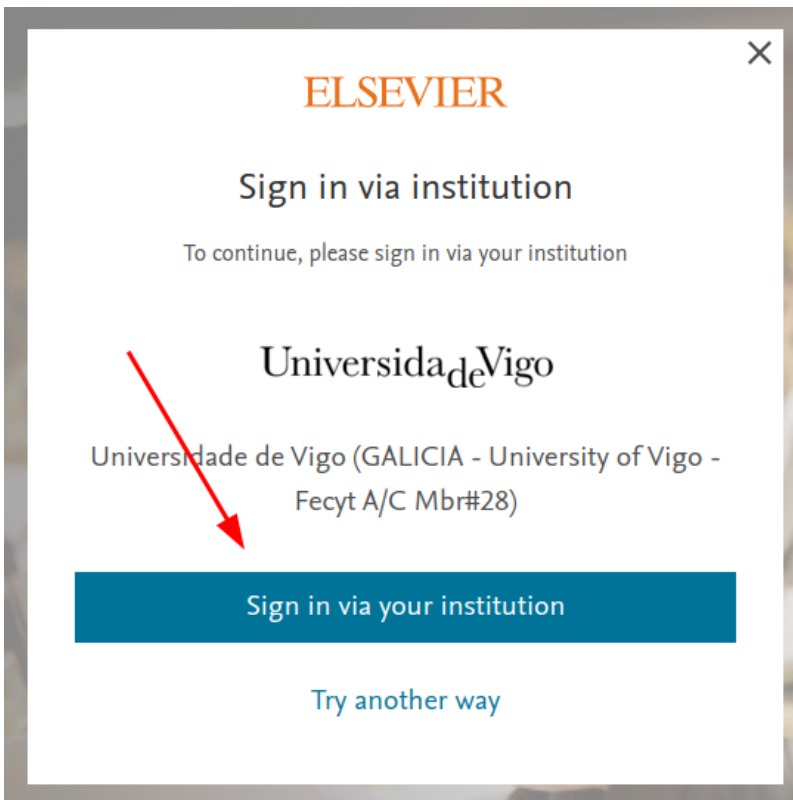 ELSEVIER
Sign in via institution
To continue, please sign in via your institution
UniversidadeVigo
Universidade de Vigo (GALICIA - University of Vigo -
Fecyt A/C Mbr#28)
Sign in via your institution
Try another way